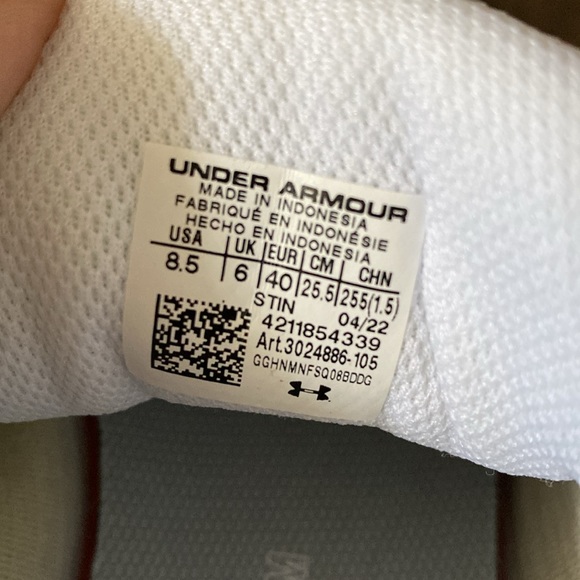 UNDER ARMOUR
MADE IN INDONESIA
FABRIQUÉ EN INDONÉSIE
HECHO EN INDONESIA
USA UK EUR CM CHN
8.5 6 40 25.5 255(1.5)
STIN 04/22
4211854339
Art.3024886-105
GGHNMNFSQ08BDDG
M